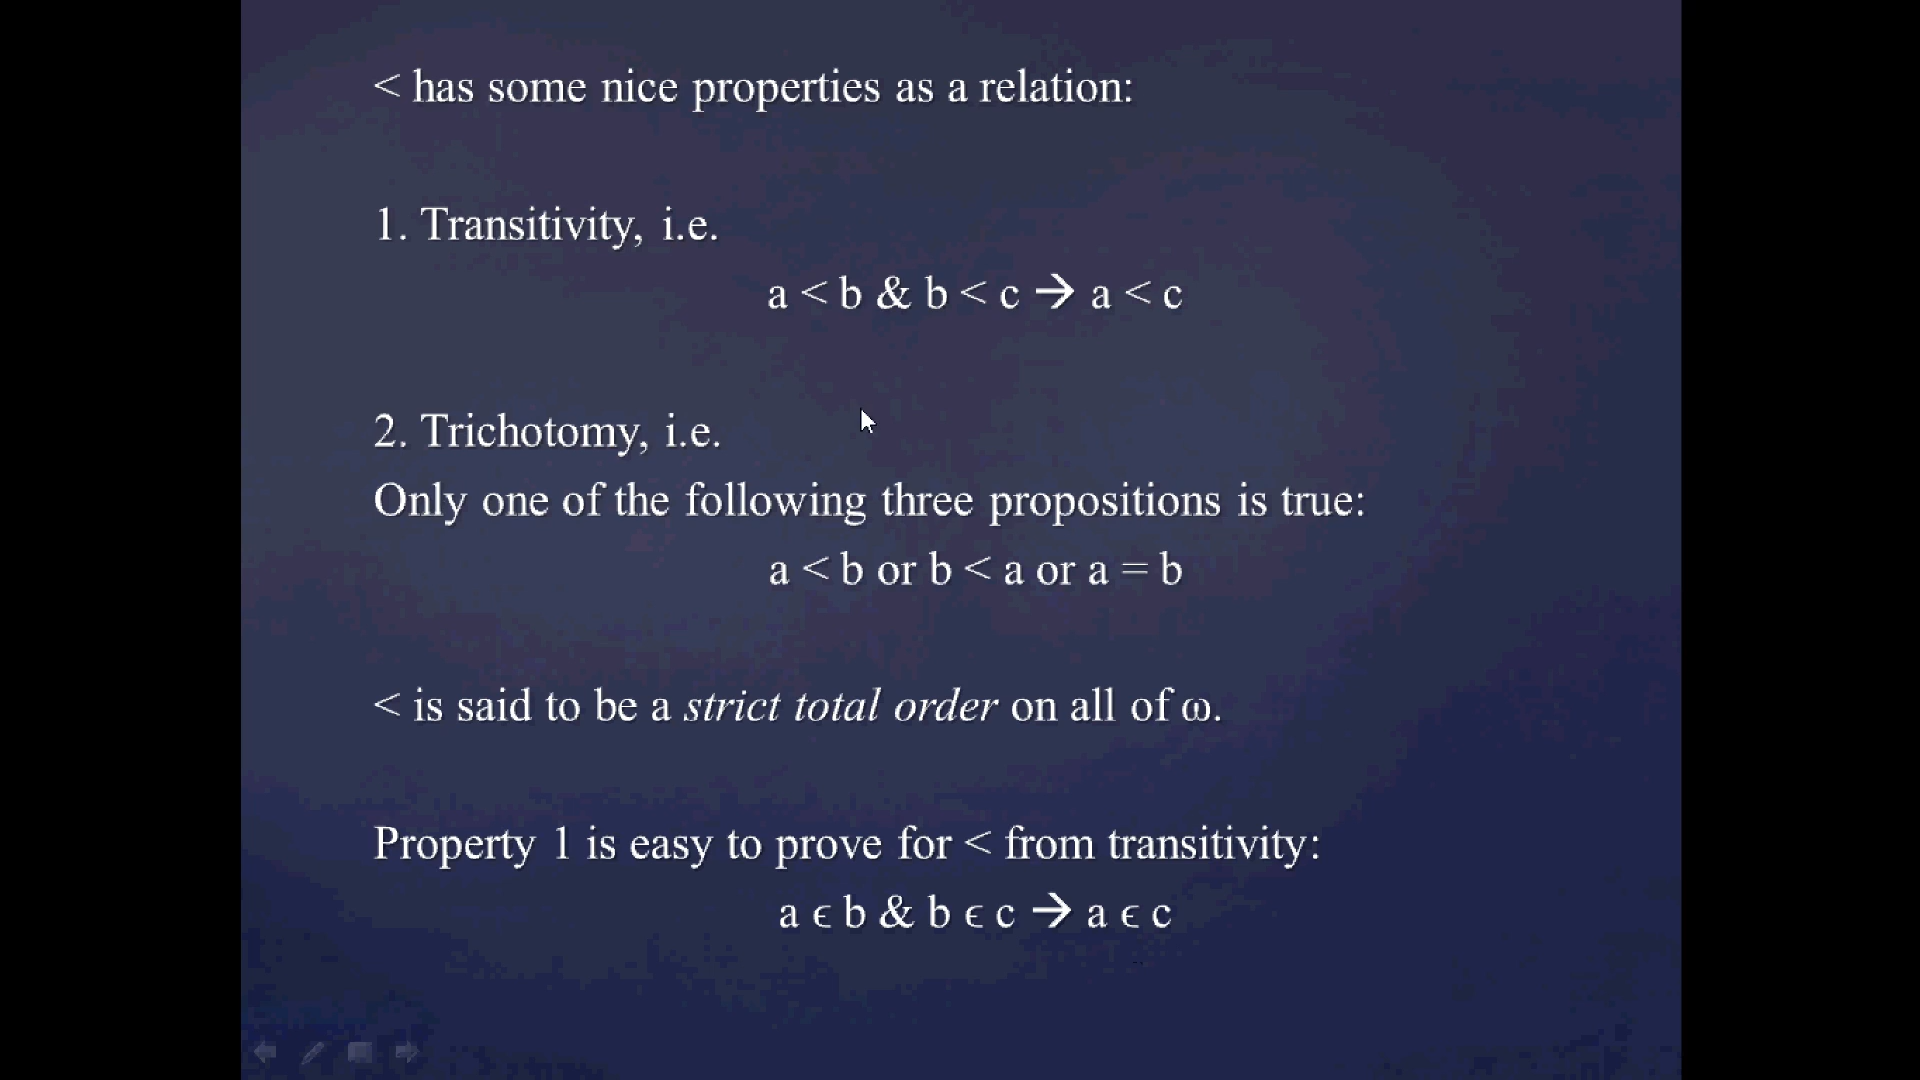 < has some nice properties as a relation:
1. Transitivity, i.e.
a < b & b < c → a < c
2. Trichotomy, i.e.
Only one of the following three propositions is true:
a < b or b < a or a = b
< is said to be a strict total order on all of ω.
Property 1 is easy to prove for < from transitivity:
a ϵ b & b ϵ c → a ϵ c